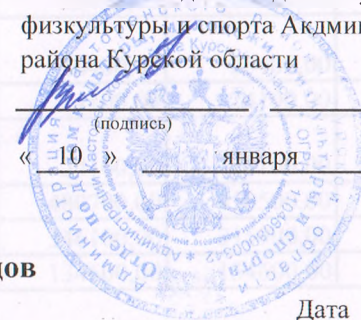 физкультуры и спорта Акдми
района Курской области
(подпись)
« 10 » января
дов
Дата